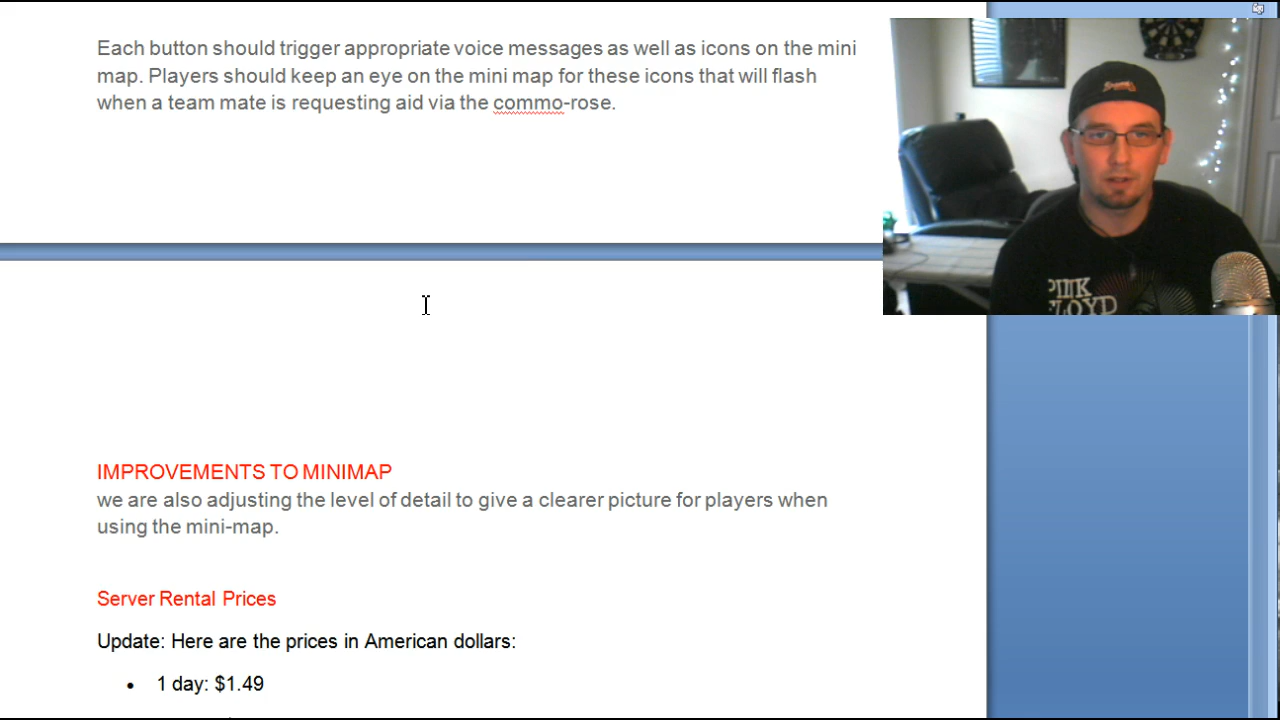 Each button should trigger appropriate voice messages as well as icons on the mini
map. Players should keep an eye on the mini map for these icons that will flash
when a team mate is requesting aid via the commo-rose.
PINK
FLOYD
IMPROVEMENTS TO MINIMAP
we are also adjusting the level of detail to give a clearer picture for players when
using the mini-map.
Server Rental Prices
Update: Here are the prices in American dollars:
• 1 day: $1.49